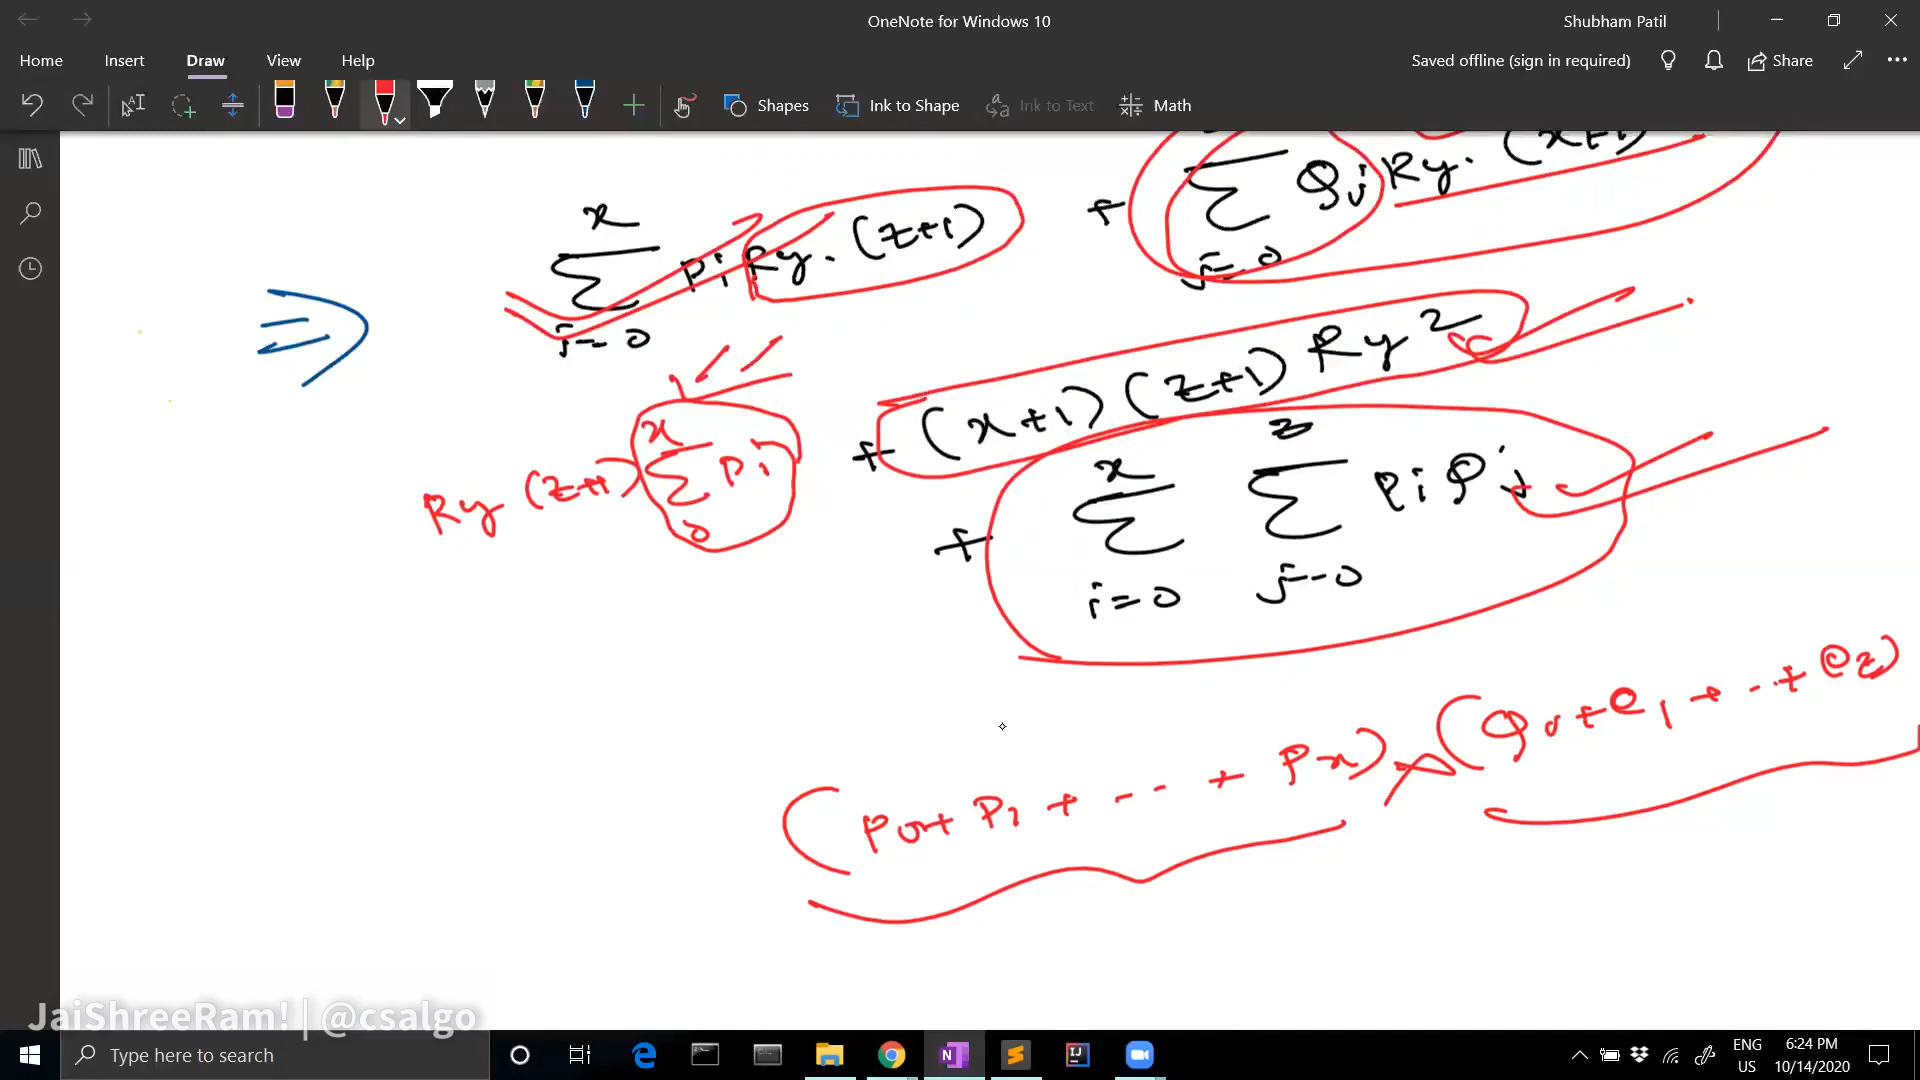 OneNote for Windows 10
Shubham Patil
Home Insert Draw View Help
Saved offline (sign in required) Share
Shapes Ink to Shape Ink to Text Math
x
∑ Pi Ry. (z+1)
i=0
+ ∑ Qj Ry. (x+1)
j=0
+ (x+1) (z+1) Ry²
Ry (z+1) x ∑ 0 Pi
x z
+ ∑ ∑ Pi Qj
i=0 j=0
(P0+ P1 + -- + Px) × (Q0+Q1 + --+ Qz)
JaiShreeRam! | @csalgo
Type here to search
ENG
US
6:24 PM
10/14/2020